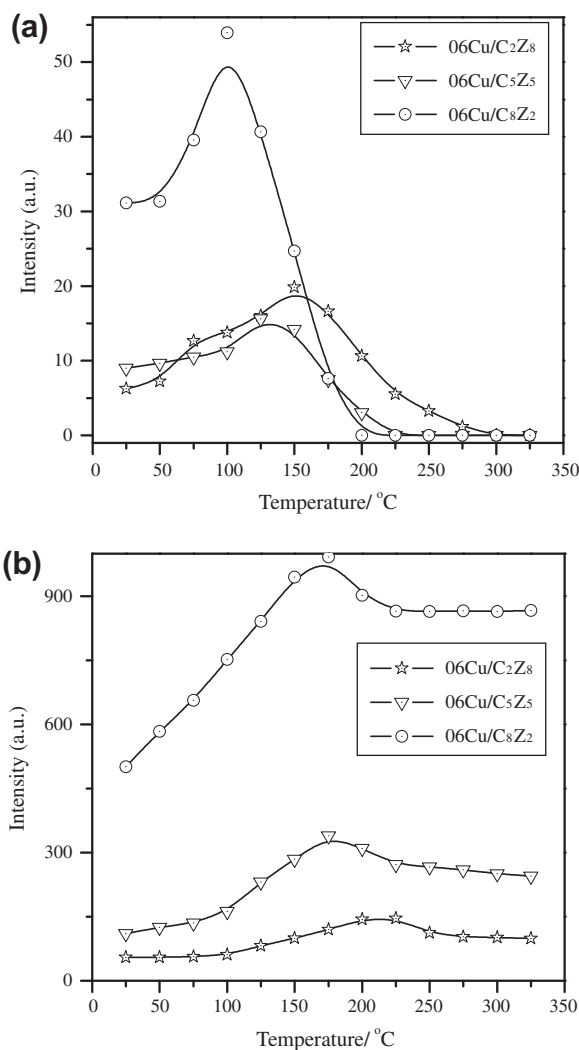 (a)
50
40
30
20
10
0
Intensity (a.u.)
06Cu/C2Z8
06Cu/C5Z5
06Cu/C8Z2
0 50 100 150 200 250 300 350
Temperature/ °C
(b)
900
600
300
0
Intensity (a.u.)
06Cu/C2Z8
06Cu/C5Z5
06Cu/C8Z2
0 50 100 150 200 250 300 350
Temperature/ °C